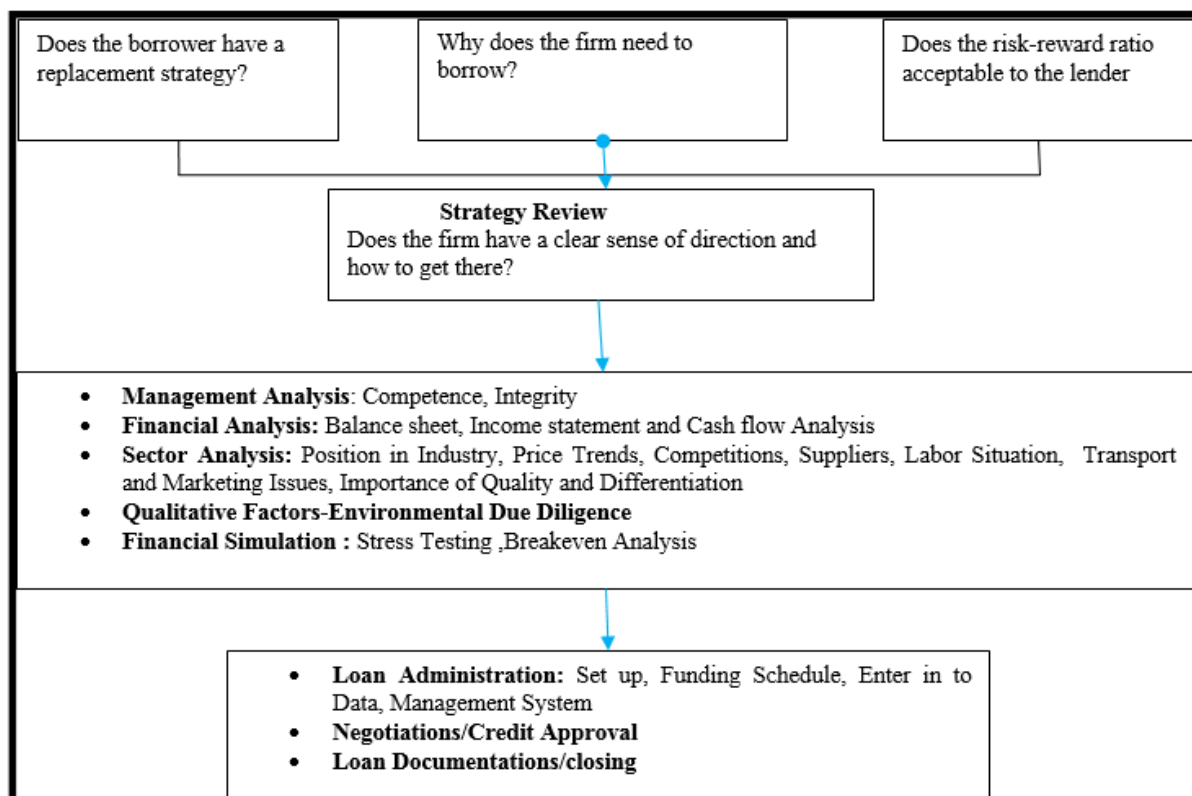 Does the borrower have a
replacement strategy?
Why does the firm need to
borrow?
Does the risk-reward ratio
acceptable to the lender
Strategy Review
Does the firm have a clear sense of direction and
how to get there?
• Management Analysis: Competence, Integrity
• Financial Analysis: Balance sheet, Income statement and Cash flow Analysis
• Sector Analysis: Position in Industry, Price Trends, Competitions, Suppliers, Labor Situation, Transport
and Marketing Issues, Importance of Quality and Differentiation
• Qualitative Factors-Environmental Due Diligence
• Financial Simulation : Stress Testing ,Breakeven Analysis
• Loan Administration: Set up, Funding Schedule, Enter in to
Data, Management System
• Negotiations/Credit Approval
• Loan Documentations/closing